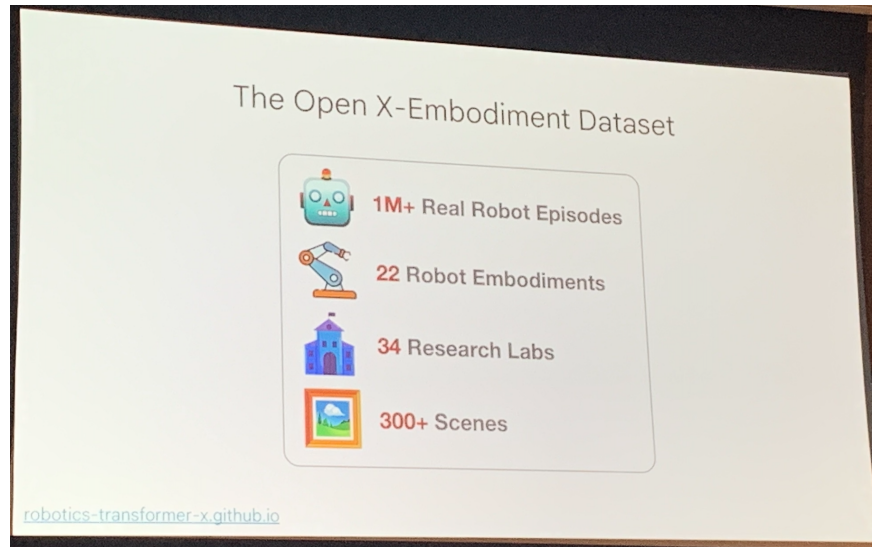 The Open X-Embodiment Dataset
1M+ Real Robot Episodes
22 Robot Embodiments
34 Research Labs
300+ Scenes
robotics-transformer-x.github.io